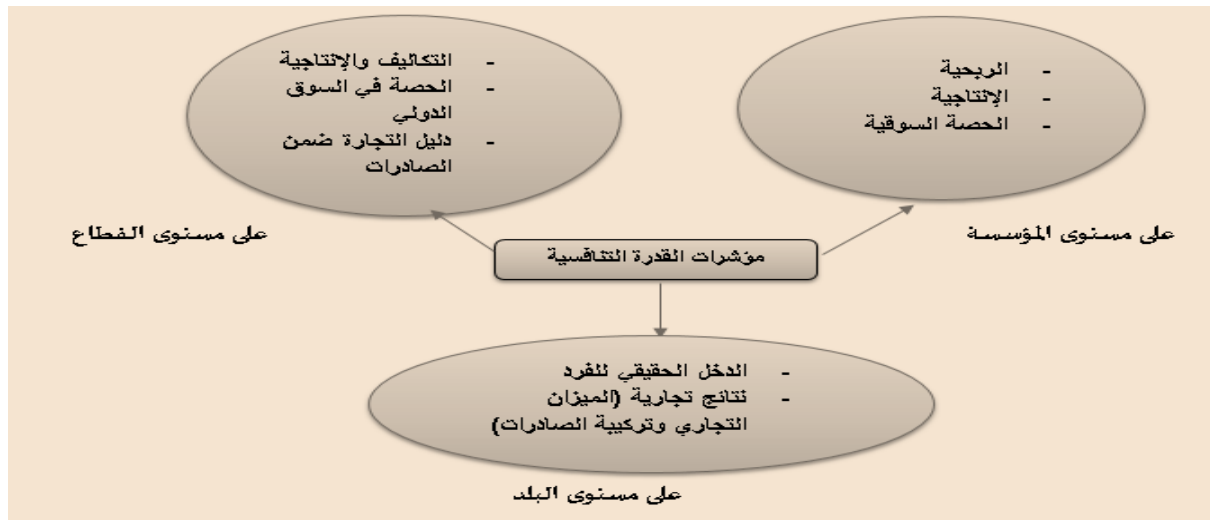 - الربحية
- الإنتاجية
- الحصة السوقية
على مستوى المؤسسة
- التكاليف والإنتاجية
- الحصة في السوق
الدولي
- دليل التجارة ضمن
الصادرات
على مستوى القطاع
مؤشرات القدرة التنافسية
- الدخل الحقيقي للفرد
- نتائج تجارية (الميزان
التجاري وتركيبة الصادرات)
على مستوى البلد